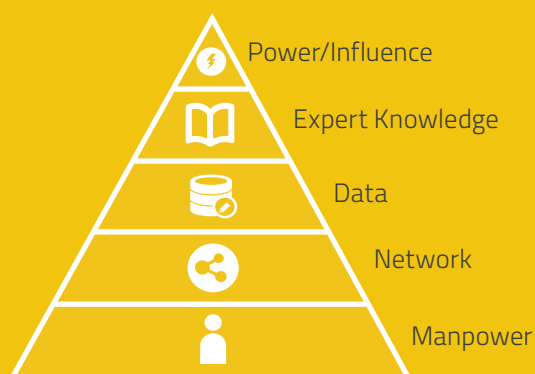 Power/Influence
Expert Knowledge
Data
Network
Manpower